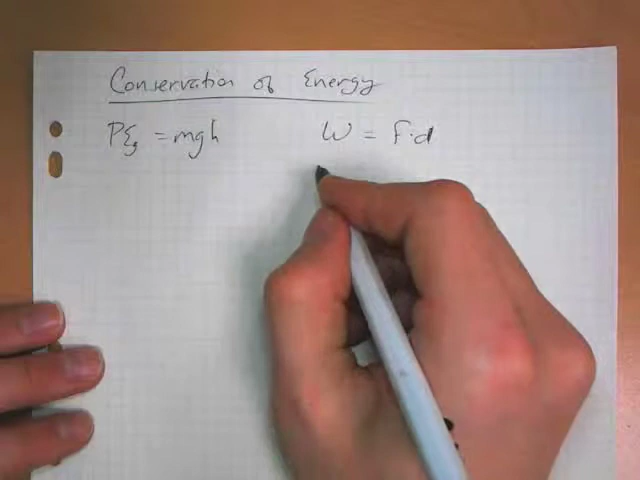 Conservation of Energy
PEg = mgh W = F·d